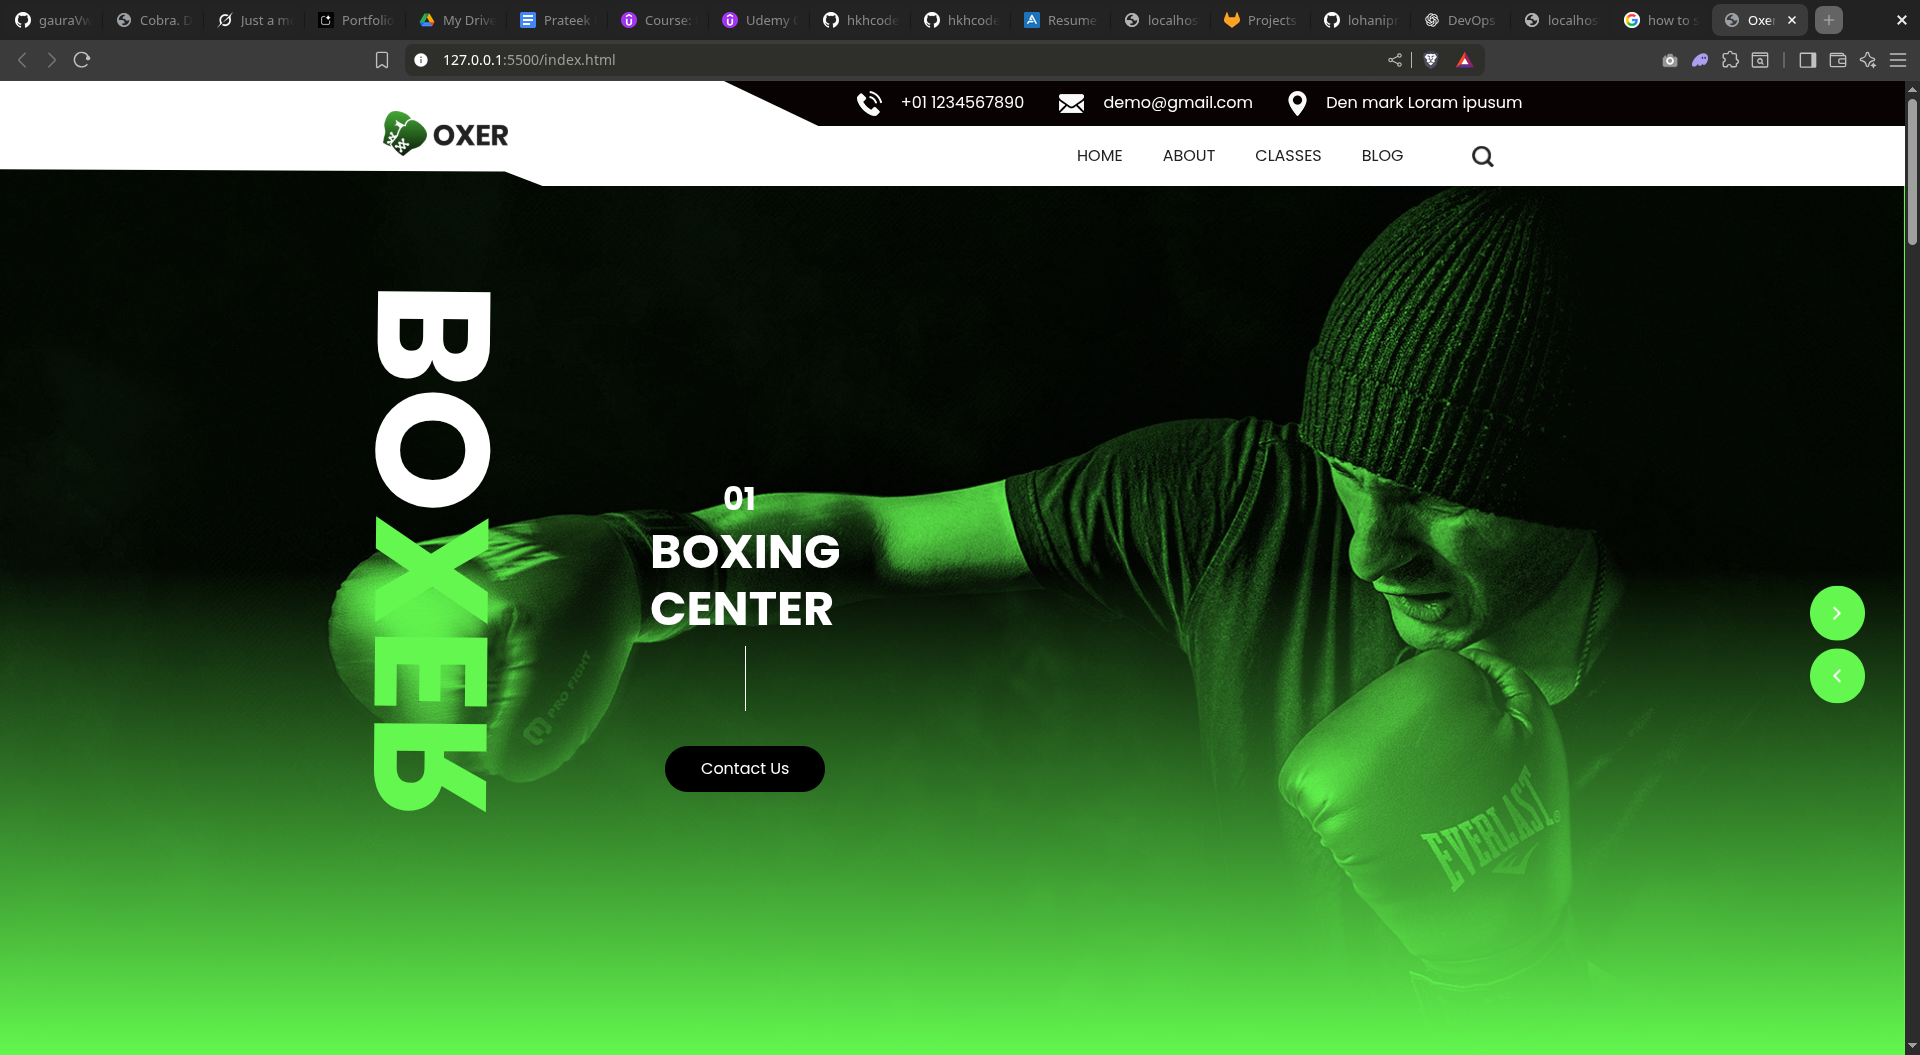 gauraVw
Cobra. D
Just a m
Portfolio
My Drive
Prateek
Course:
Udemy C
hkhcode
hkhcode
Resume
localhos
Projects
lohanipr
DevOps
localhos
how to s
Oxer
127.0.0.1:5500/index.html
+01 1234567890
demo@gmail.com
Den mark Loram ipusum
OXER
HOME
ABOUT
CLASSES
BLOG
BOXER
01
BOXING
CENTER
PRO FIGHT
Contact Us
EVERLAST